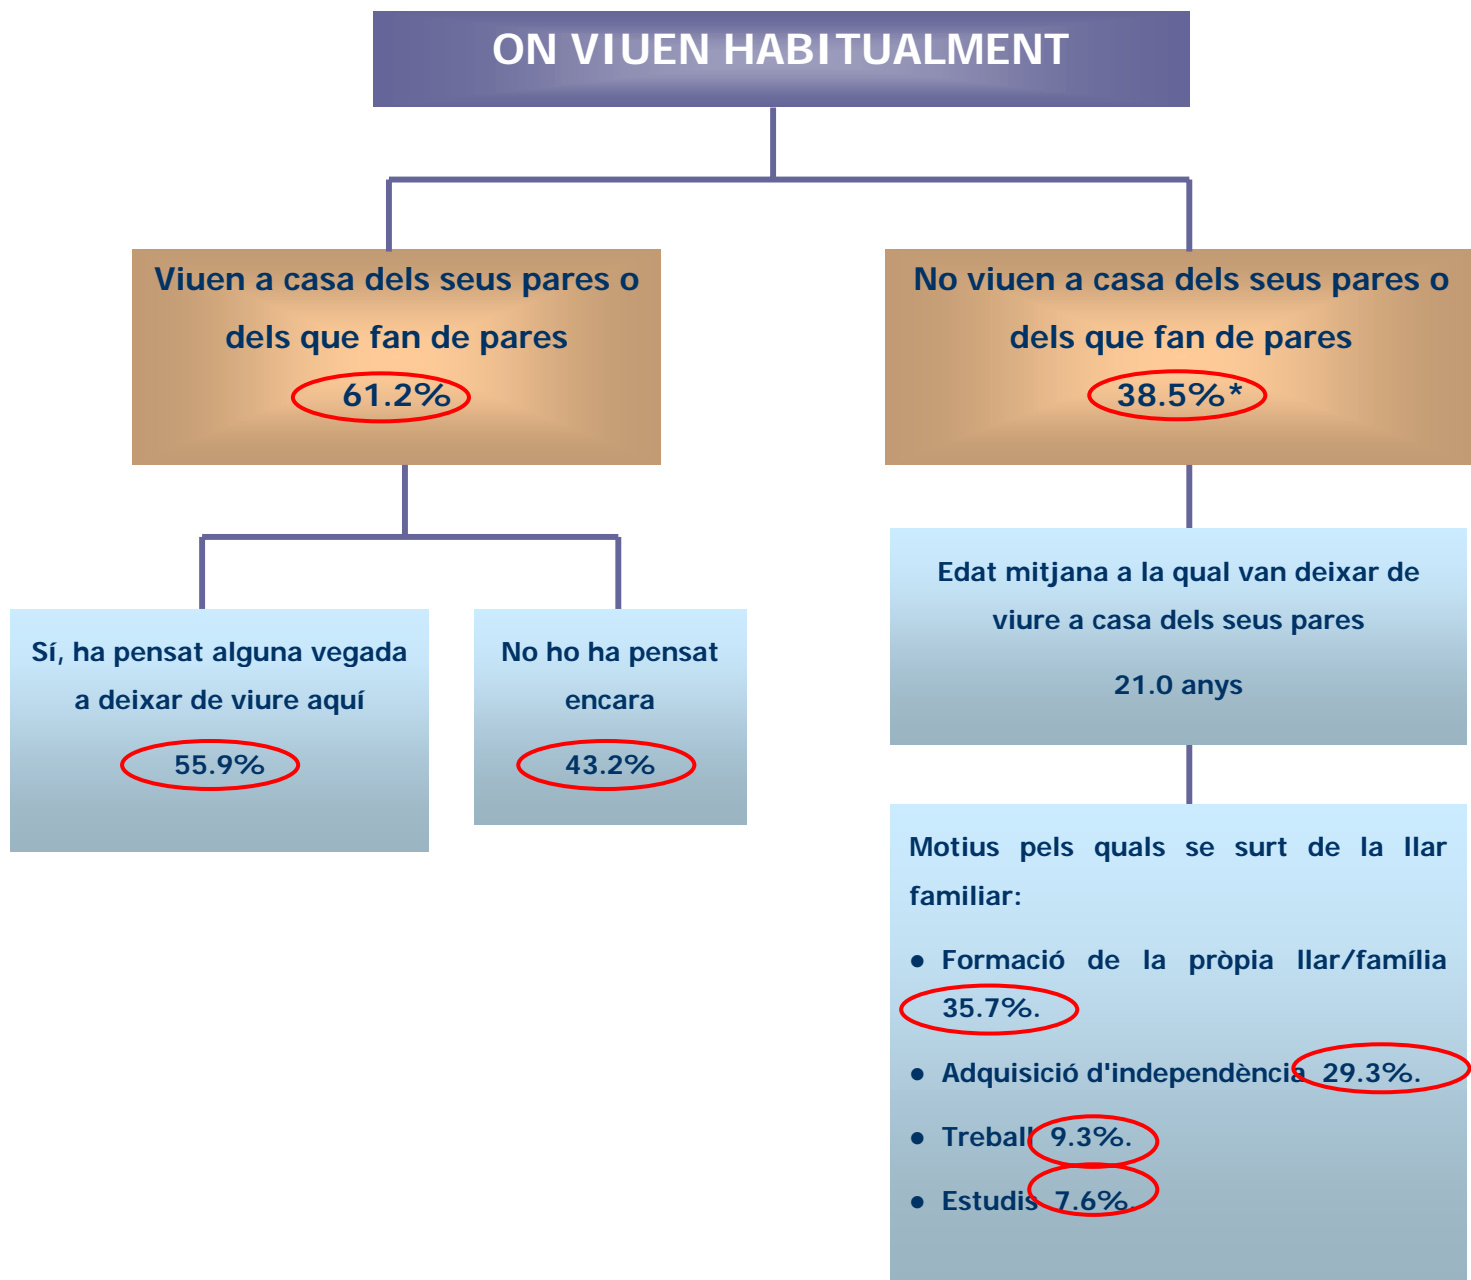 ON VIUEN HABITUALMENT
Viuen a casa dels seus pares o
dels que fan de pares
61.2%
No viuen a casa dels seus pares o
dels que fan de pares
38.5%*
Sí, ha pensat alguna vegada
a deixar de viure aquí
55.9%
No ho ha pensat
encara
43.2%
Edat mitjana a la qual van deixar de
viure a casa dels seus pares
21.0 anys
Motius pels quals se surt de la llar
familiar:
● Formació de la pròpia llar/família
35.7%.
● Adquisició d'independència 29.3%.
● Treball 9.3%.
● Estudis 7.6%.